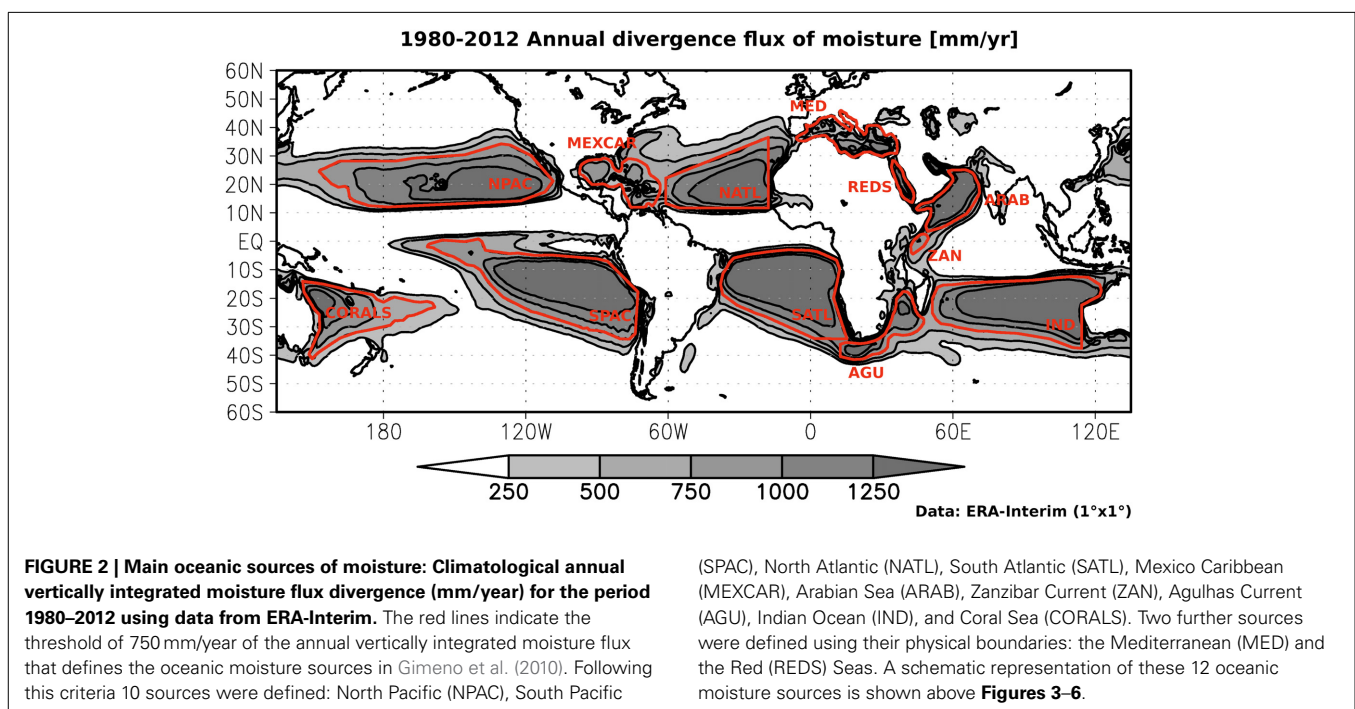 1980-2012 Annual divergence flux of moisture [mm/yr]
60N
50N
40N
30N
20N
10N
EQ
10S
20S
30S
40S
50S
60S
MED
MEXCAR
NPAC
NATL
REDS
ARAB
ZAN
CORALS
SPAC
SATL
IND
AGU
180 120W 60W 0 60E 120E
250 500 750 1000 1250
Data: ERA-Interim (1°x1°)
FIGURE 2 | Main oceanic sources of moisture: Climatological annual
vertically integrated moisture flux divergence (mm/year) for the period
1980–2012 using data from ERA-Interim. The red lines indicate the
threshold of 750 mm/year of the annual vertically integrated moisture flux
that defines the oceanic moisture sources in Gimeno et al. (2010). Following
this criteria 10 sources were defined: North Pacific (NPAC), South Pacific
(SPAC), North Atlantic (NATL), South Atlantic (SATL), Mexico Caribbean
(MEXCAR), Arabian Sea (ARAB), Zanzibar Current (ZAN), Agulhas Current
(AGU), Indian Ocean (IND), and Coral Sea (CORALS). Two further sources
were defined using their physical boundaries: the Mediterranean (MED) and
the Red (REDS) Seas. A schematic representation of these 12 oceanic
moisture sources is shown above Figures 3–6.